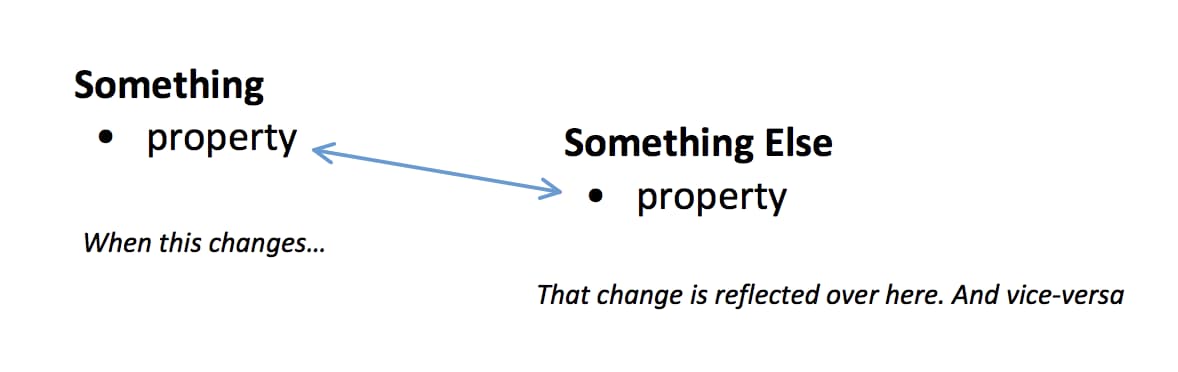 Something
• property
Something Else
• property
When this changes...
That change is reflected over here. And vice-versa